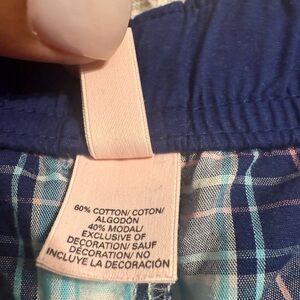 60% COTTON/ COTON/
ALGODÓN
40% MODAL/
EXCLUSIVE OF
DECORATION/ SAUF
DÉCORATION/ NO
INCLUYE LA DECORACIÓN